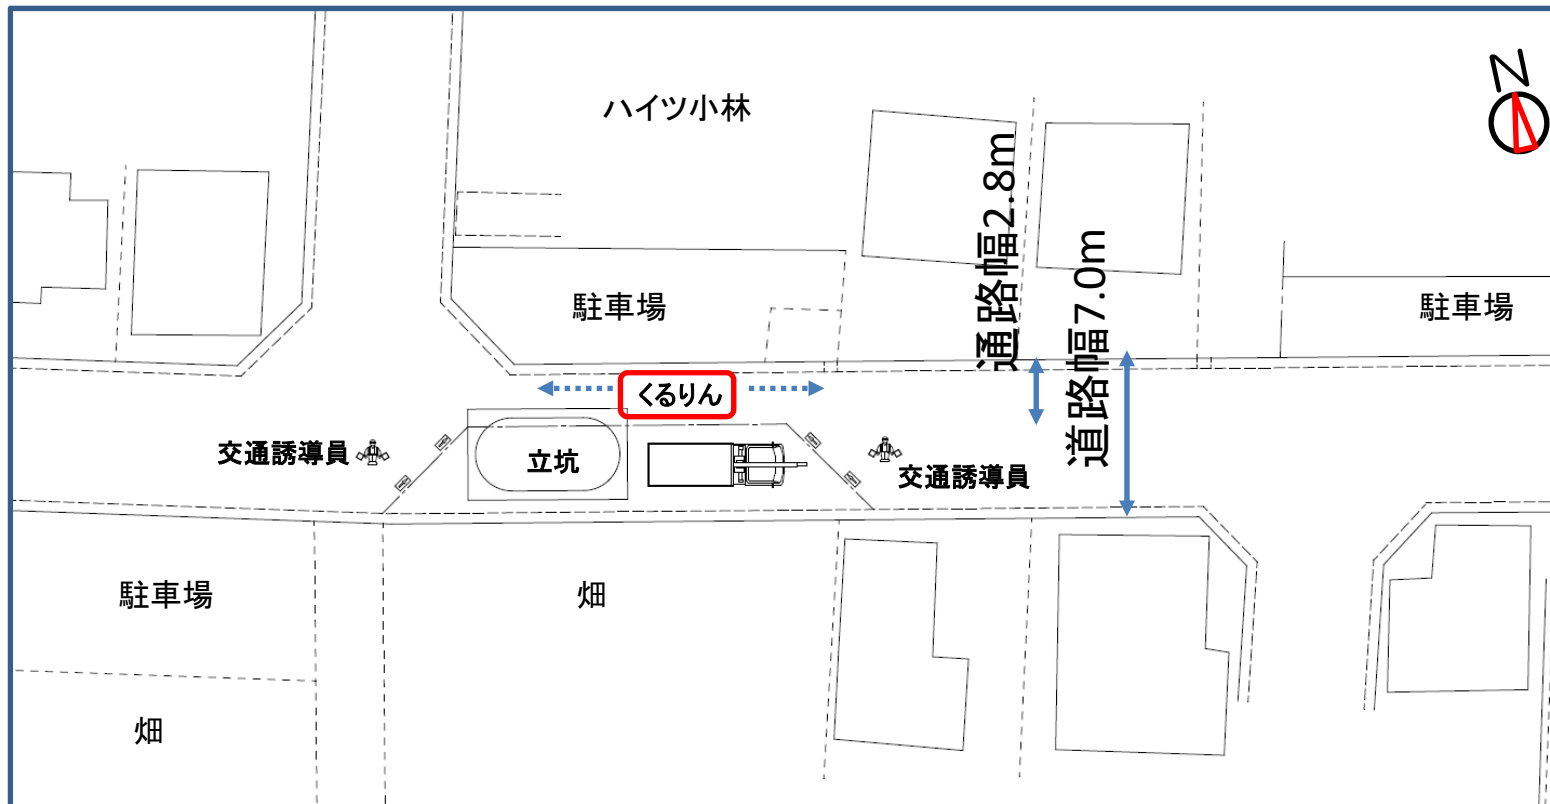 ハイツ小林
N
通路幅2.8m
道路幅7.0m
駐車場
駐車場
くるりん
交通誘導員
立坑
交通誘導員
駐車場
畑
畑